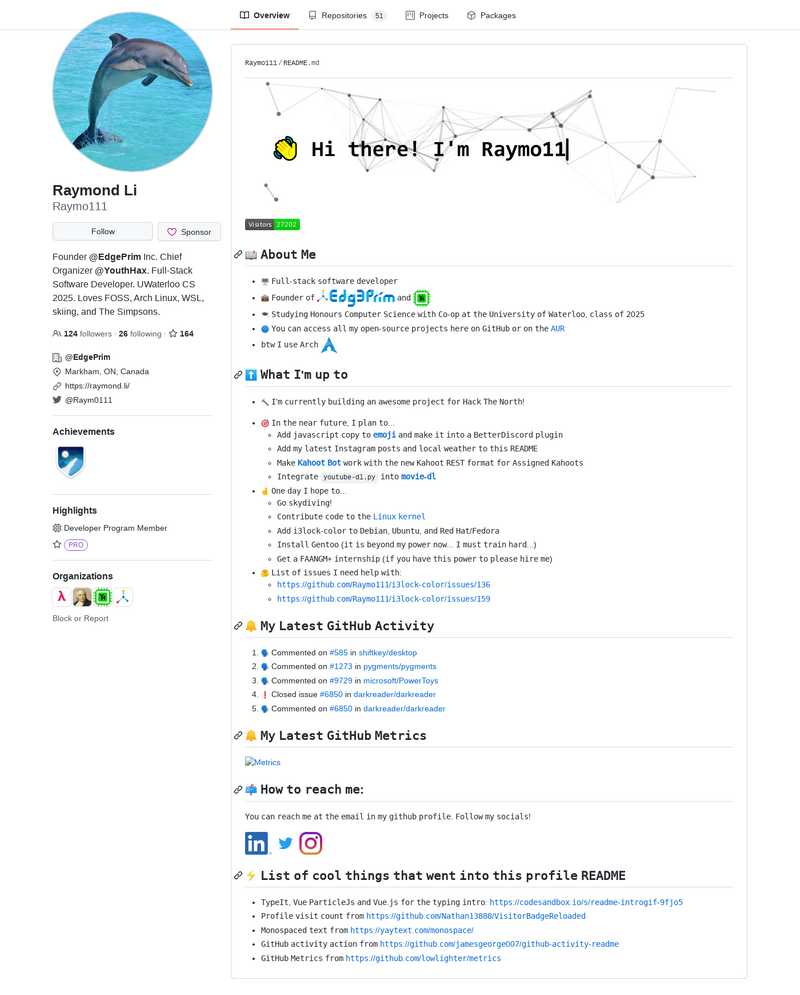 Overview
Repositories 51
Projects
Packages
Raymond Li
Raymo111
Follow
Sponsor
Founder @EdgePrim Inc. Chief
Organizer @YouthHax. Full-Stack
Software Developer. UWaterloo CS
2025. Loves FOSS, Arch Linux, WSL,
skiing, and The Simpsons.
124 followers · 26 following · 164
@EdgePrim
Markham, ON, Canada
https://raymond.li/
@Raym0111
Achievements
Highlights
Developer Program Member
PRO
Organizations
Block or Report
Raymo111 / README.md
Hi there! I'm Raymo11
Visitors 27202
About Me
Full-stack software developer
Founder of Edg3Prim and
Studying Honours Computer Science with Co-op at the University of Waterloo, class of 2025
You can access all my open-source projects here on GitHub or on the AUR
btw I use Arch
What I'm up to
I'm currently building an awesome project for Hack The North!
In the near future, I plan to...
Add javascript copy to emoji and make it into a BetterDiscord plugin
Add my latest Instagram posts and local weather to this README
Make Kahoot Bot work with the new Kahoot REST format for Assigned Kahoots
Integrate youtube-dl.py into movie-dl
One day I hope to...
Go skydiving!
Contribute code to the Linux kernel
Add i3lock-color to Debian, Ubuntu, and Red Hat/Fedora
Install Gentoo (it is beyond my power now... I must train hard...)
Get a FAANGM+ internship (if you have this power to please hire me)
List of issues I need help with:
https://github.com/Raymo111/i3lock-color/issues/136
https://github.com/Raymo111/i3lock-color/issues/159
My Latest GitHub Activity
1. Commented on #585 in shiftkey/desktop
2. Commented on #1273 in pygments/pygments
3. Commented on #9729 in microsoft/PowerToys
4. Closed issue #6850 in darkreader/darkreader
5. Commented on #6850 in darkreader/darkreader
My Latest GitHub Metrics
Metrics
How to reach me:
You can reach me at the email in my github profile. Follow my socials!
in
List of cool things that went into this profile README
TypeIt, Vue ParticleJs and Vue.js for the typing intro: https://codesandbox.io/s/readme-introgif-9fjo5
Profile visit count from https://github.com/Nathan13888/VisitorBadgeReloaded
Monospaced text from https://yaytext.com/monospace/
GitHub activity action from https://github.com/jamesgeorge007/github-activity-readme
GitHub Metrics from https://github.com/lowlighter/metrics